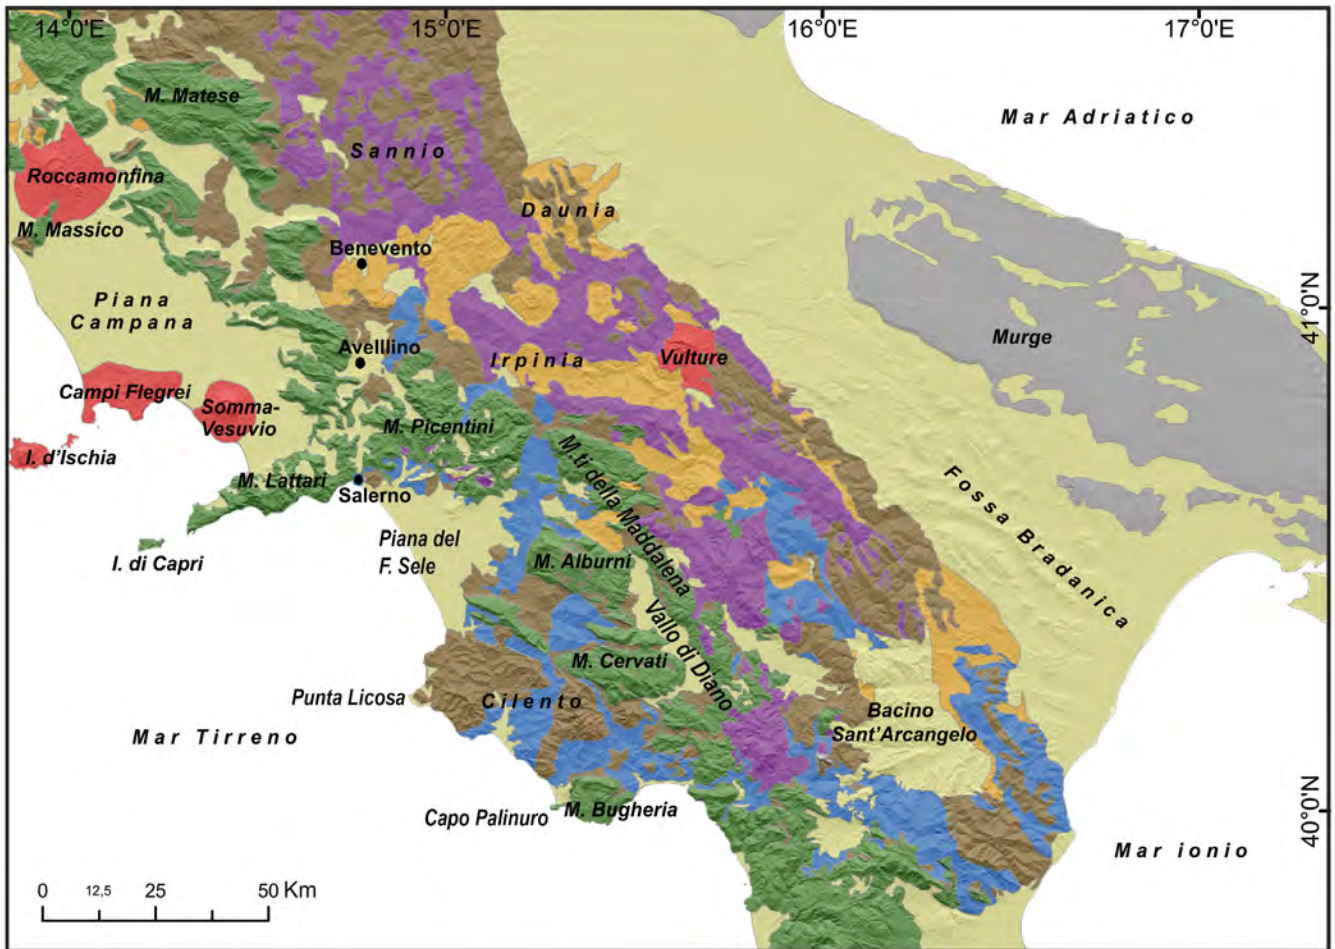 14°0'E 15°0'E 16°0'E 17°0'E
M. Matese
Mar Adriatico
Sannio
Roccamonfina
Daunia
M. Massico
Benevento
Piana
Campana
41°0'N
Murge
Avelllino
Irpinia
Vulture
Campi Flegrei
Somma-
Vesuvio
M. Picentini
I. d'Ischia
M. Lattari
Salerno
M.ti della Maddalena
Fossa Bradanica
Piana del
F. Sele
I. di Capri
M. Alburni
Vallo di Diano
M. Cervati
Punta Licosa
Cilento
Bacino
Sant'Arcangelo
Mar Tirreno
40°0'N
Capo Palinuro
M. Bugheria
Mar ionio
0 12,5 25 50 Km